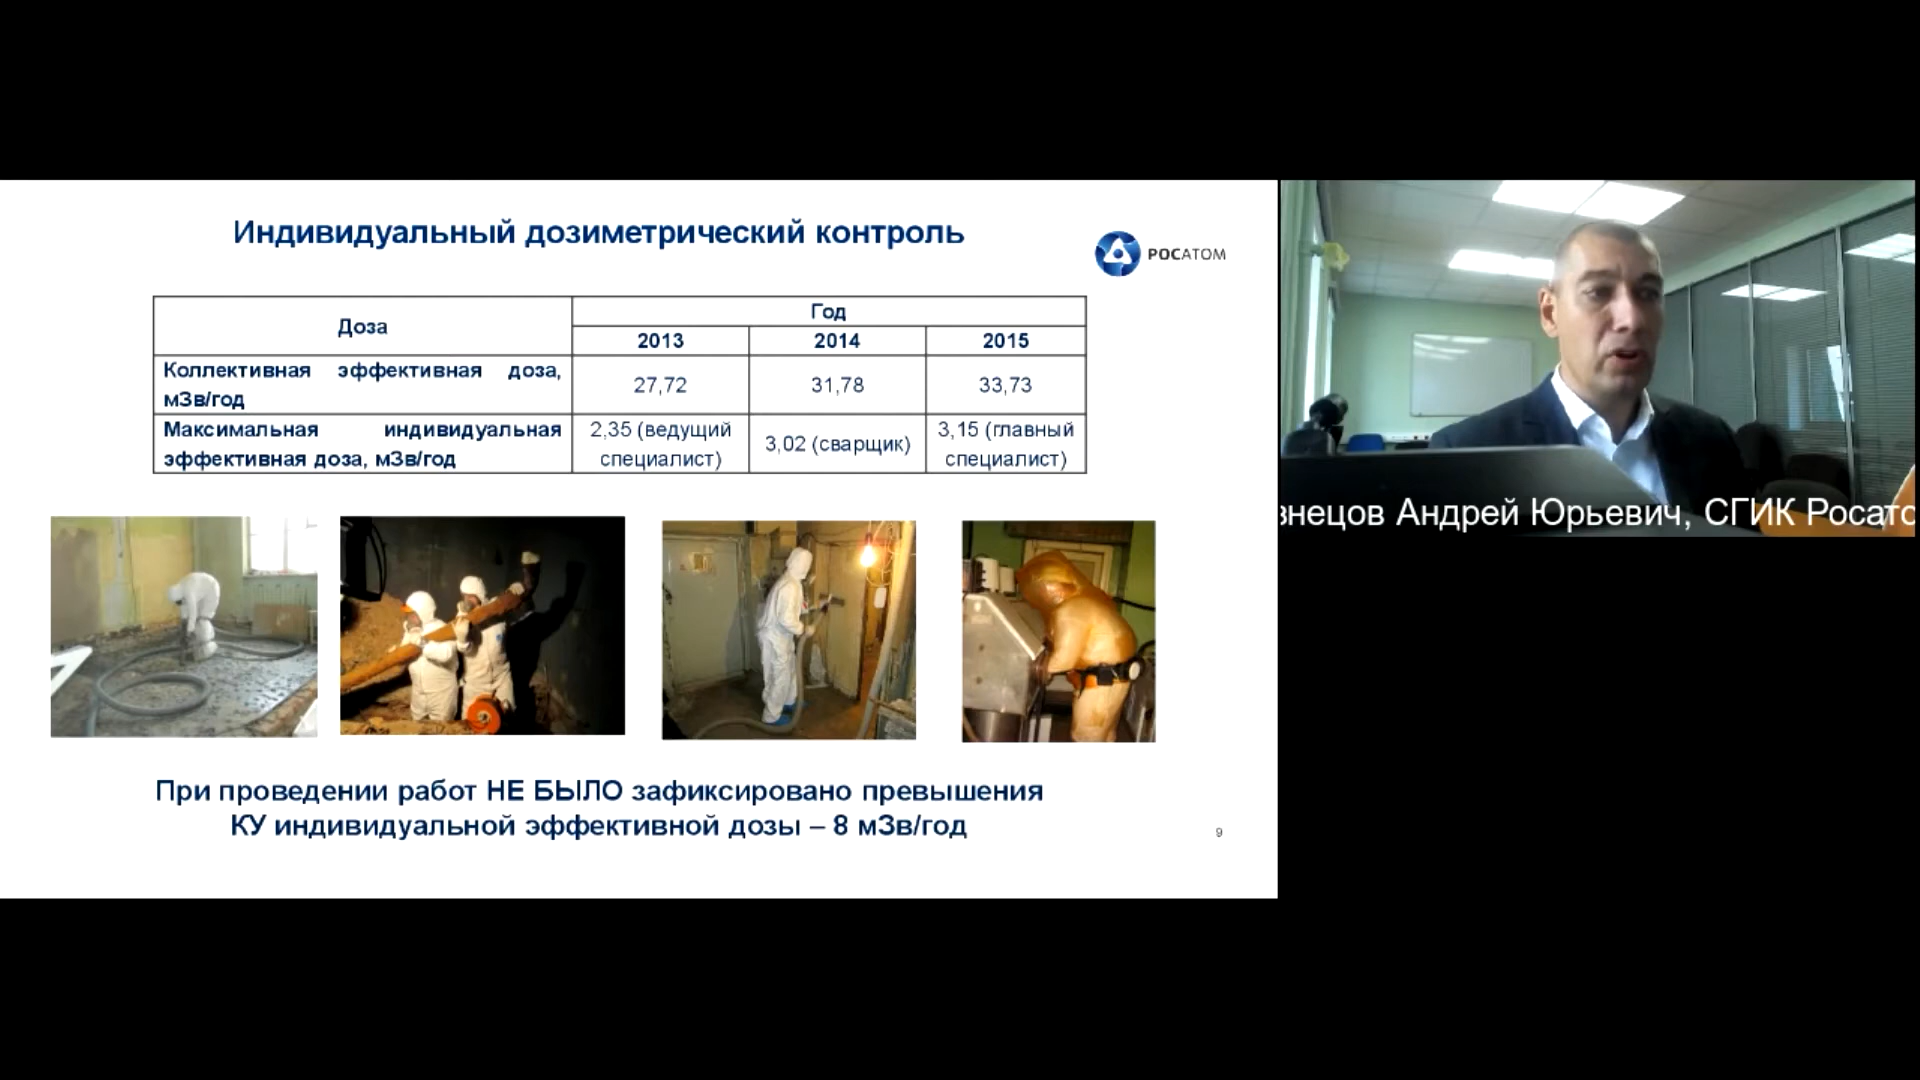 Индивидуальный дозиметрический контроль
РОСАТОМ
Доза
Год
2013 2014 2015
Коллективная эффективная доза,
мЗв/год
27,72 31,78 33,73
Максимальная индивидуальная
эффективная доза, мЗв/год
2,35 (ведущий
специалист)
3,02 (сварщик)
3,15 (главный
специалист)
При проведении работ НЕ БЫЛО зафиксировано превышения
КУ индивидуальной эффективной дозы – 8 мЗв/год
9
Андрей Юрьевич, СГИК